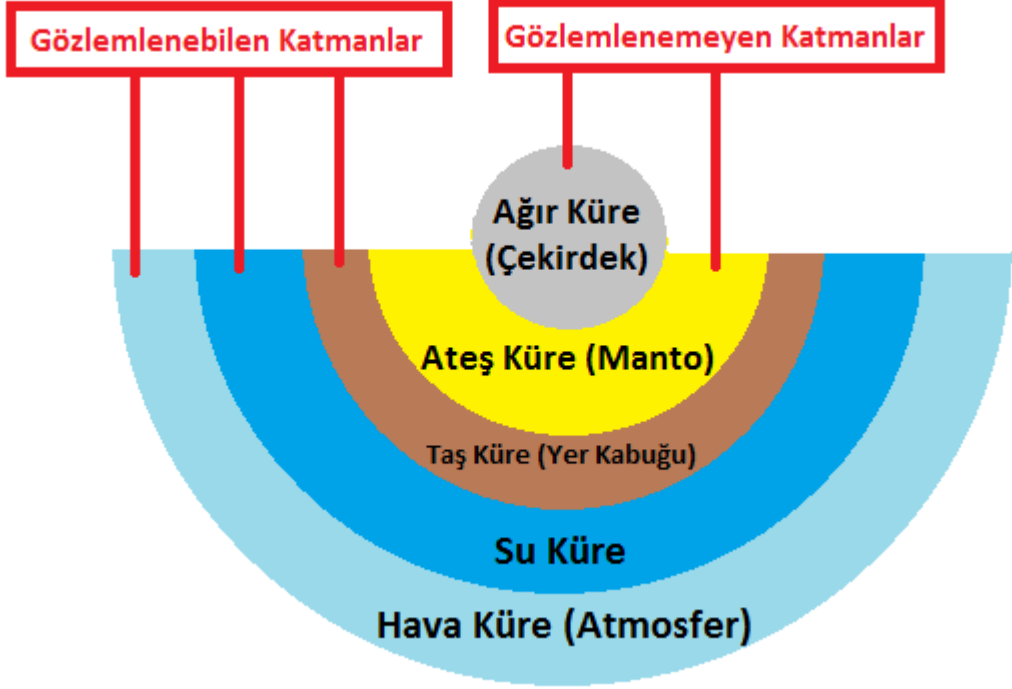 Gözlemlenebilen Katmanlar
Gözlemlenemeyen Katmanlar
Ağır Küre
(Çekirdek)
Ateş Küre (Manto)
Taş Küre (Yer Kabuğu)
Su Küre
Hava Küre (Atmosfer)